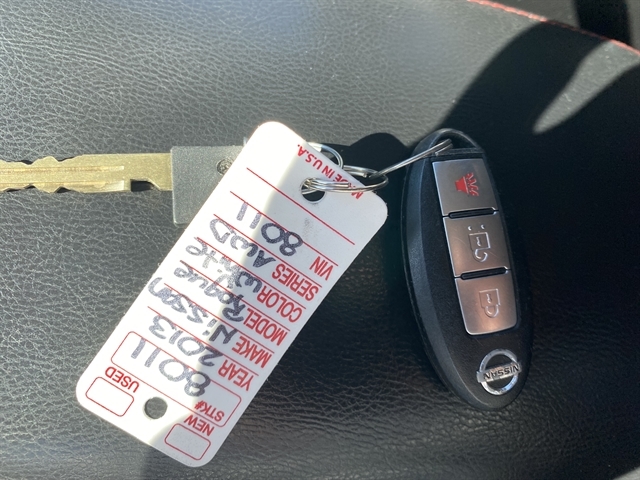 NEW
USED
STK# 8011
YEAR 2013
MAKE Nissan
MODEL Rogue
COLOR White
SERIES AWD
VIN 8011
MADE IN U.S.A.
NISSAN